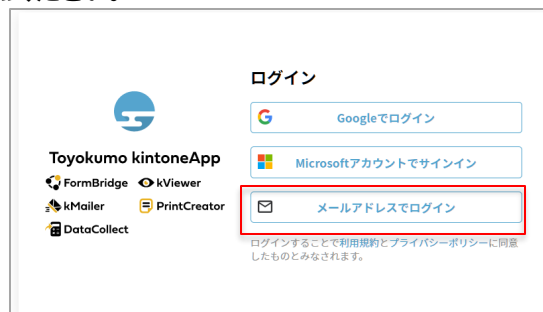 ログイン
Googleでログイン
Microsoftアカウントでサインイン
メールアドレスでログイン
ログインすることで利用規約とプライバシーポリシーに同意
したものとみなされます。
Toyokumo kintoneApp
FormBridge kViewer
kMailer PrintCreator
DataCollect